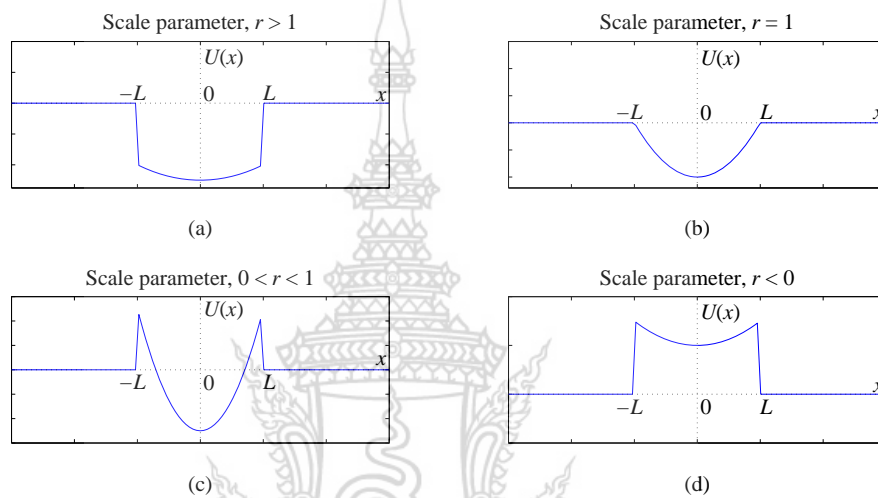 Scale parameter, r > 1
U(x)
−L 0 L x
(a)
Scale parameter, r = 1
U(x)
−L 0 L x
(b)
Scale parameter, 0 < r < 1
U(x)
−L 0 L x
(c)
Scale parameter, r < 0
U(x)
−L 0 L x
(d)